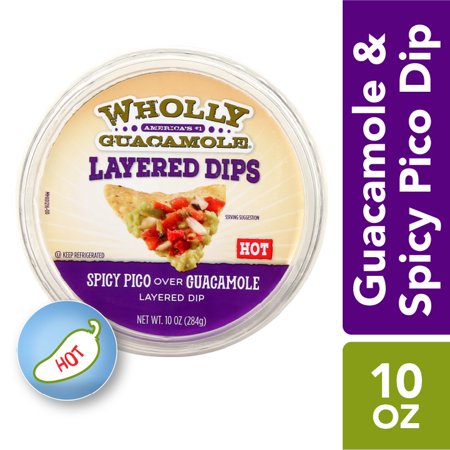 WHOLLY
AMERICA'S #1
GUACAMOLE
LAYERED DIPS
SERVING SUGGESTION
HOT
KEEP REFRIGERATED
SPICY PICO OVER GUACAMOLE
LAYERED DIP
NET WT. 10 OZ (284g)
HOT
Guacamole &
Spicy Pico Dip
10
OZ